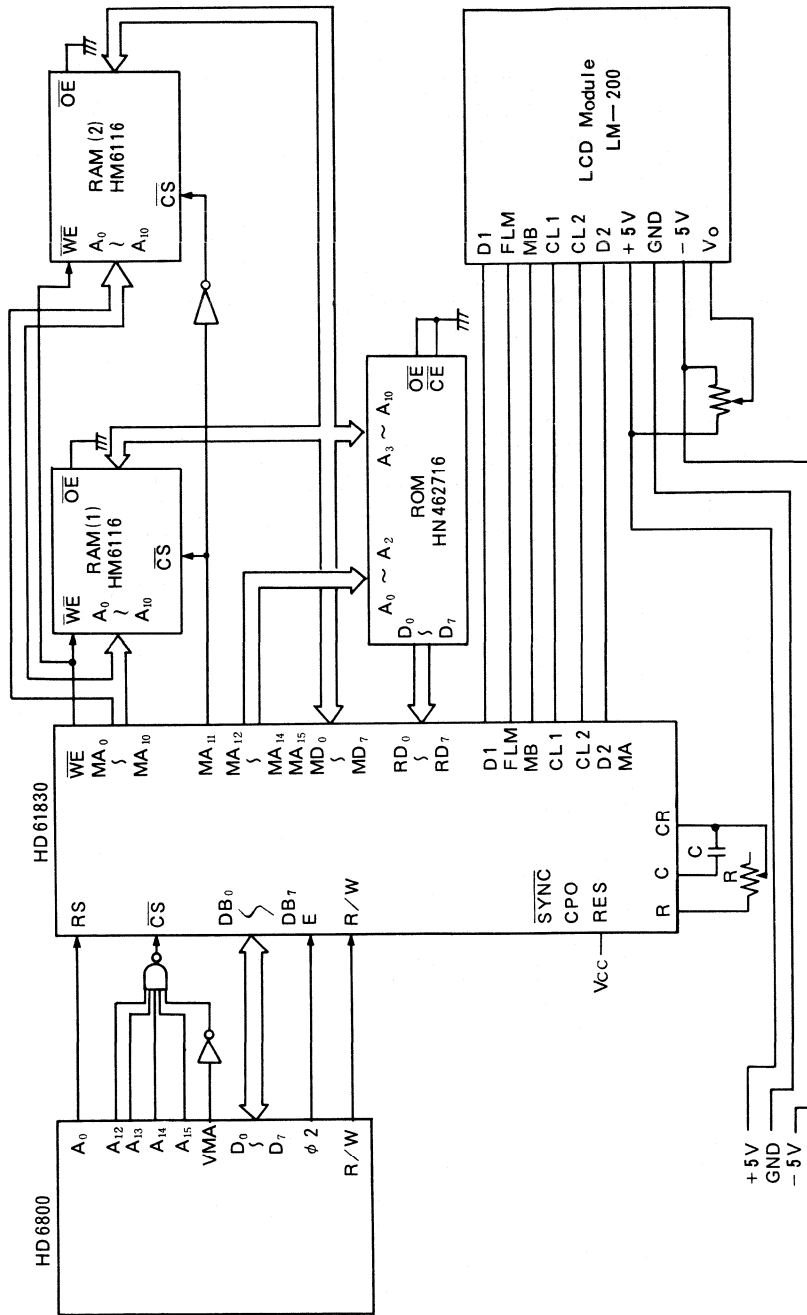 HD6800
A0
A12
A13
A14
A15
VMA
D0
~
D7
φ2
R/W
HD61830
RS
CS
DB0
~
DB7
E
R/W
SYNC
CPO
RES
Vcc
R
C
CR
R
C
WE
MA0
~
MA10
MA11
MA12
~
MA14
MA15
MD0
~
MD7
RD0
~
RD7
D1
FLM
MB
CL1
CL2
D2
MA
WE
A0
~
A10
OE
RAM(1)
HM6116
CS
WE
A0
~
A10
OE
RAM(2)
HM6116
CS
A0 ~ A2
A3 ~ A10
D0
~
D7
ROM
HN462716
OE
CE
D1
FLM
MB
CL1
CL2
D2
+5V
GND
-5V
Vo
LCD Module
LM-200
+5V
GND
-5V